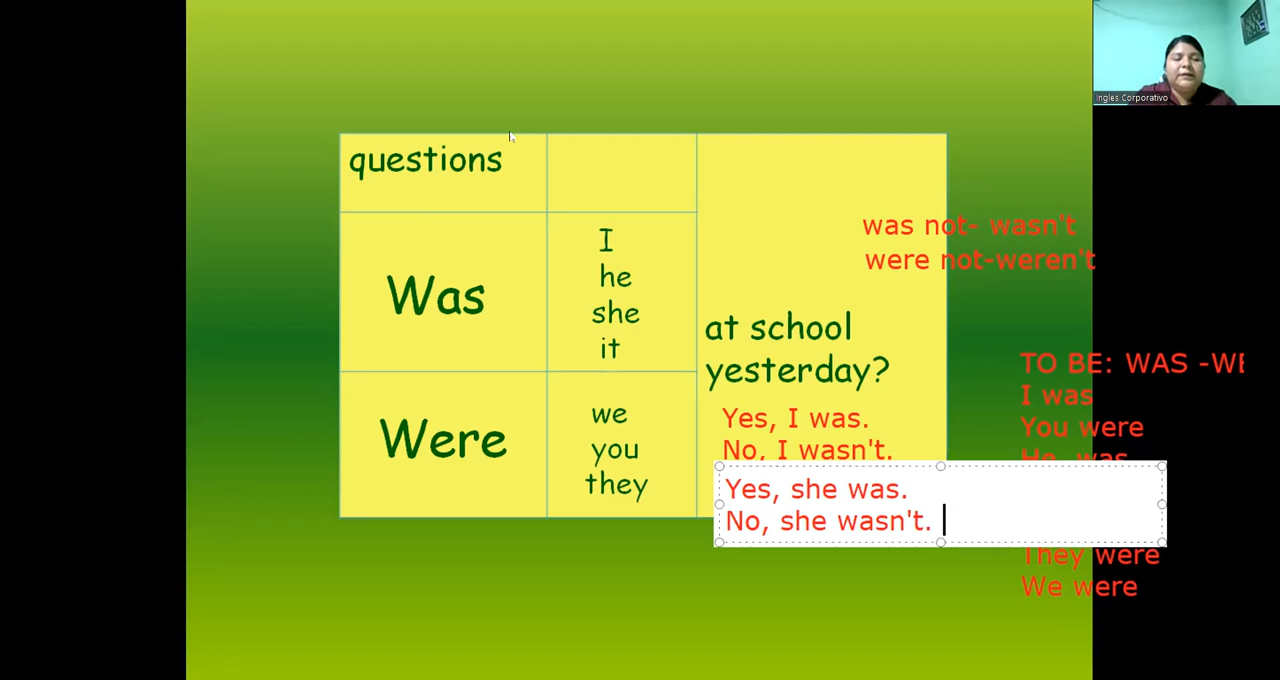 Ingles Corporativo
questions
Was
I
he
she
it
Were
we
you
they
at school
yesterday?
Yes, I was.
No, I wasn't.
Yes, she was.
No, she wasn't.
was not- wasn't
were not-weren't
TO BE: WAS -WE
I was
You were
He was
They were
We were